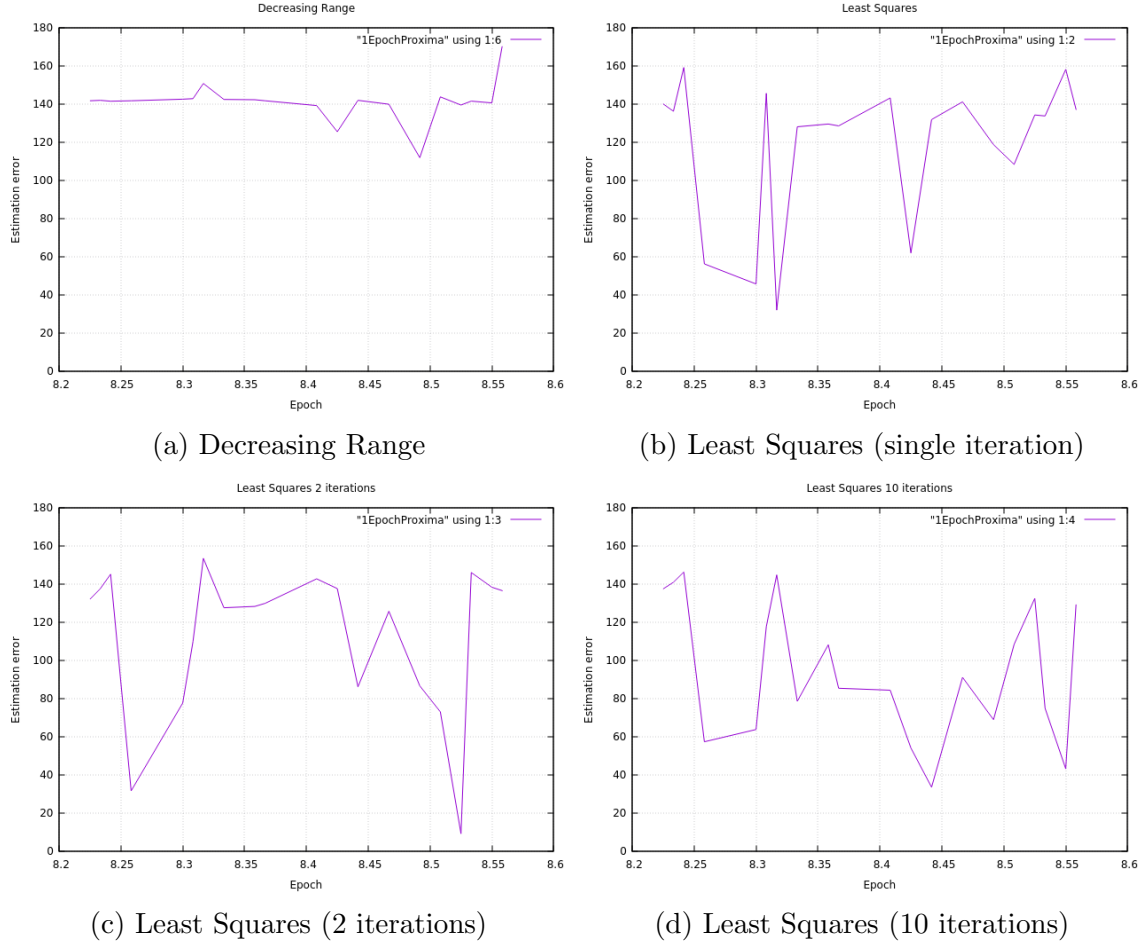 Decreasing Range
"1EpochProxima" using 1:6
180
160
140
120
100
80
60
40
20
0
Estimation error
8.2 8.25 8.3 8.35 8.4 8.45 8.5 8.55 8.6
Epoch
(a) Decreasing Range
Least Squares
"1EpochProxima" using 1:2
180
160
140
120
100
80
60
40
20
0
Estimation error
8.2 8.25 8.3 8.35 8.4 8.45 8.5 8.55 8.6
Epoch
(b) Least Squares (single iteration)
Least Squares 2 iterations
"1EpochProxima" using 1:3
180
160
140
120
100
80
60
40
20
0
Estimation error
8.2 8.25 8.3 8.35 8.4 8.45 8.5 8.55 8.6
Epoch
(c) Least Squares (2 iterations)
Least Squares 10 iterations
"1EpochProxima" using 1:4
180
160
140
120
100
80
60
40
20
0
Estimation error
8.2 8.25 8.3 8.35 8.4 8.45 8.5 8.55 8.6
Epoch
(d) Least Squares (10 iterations)